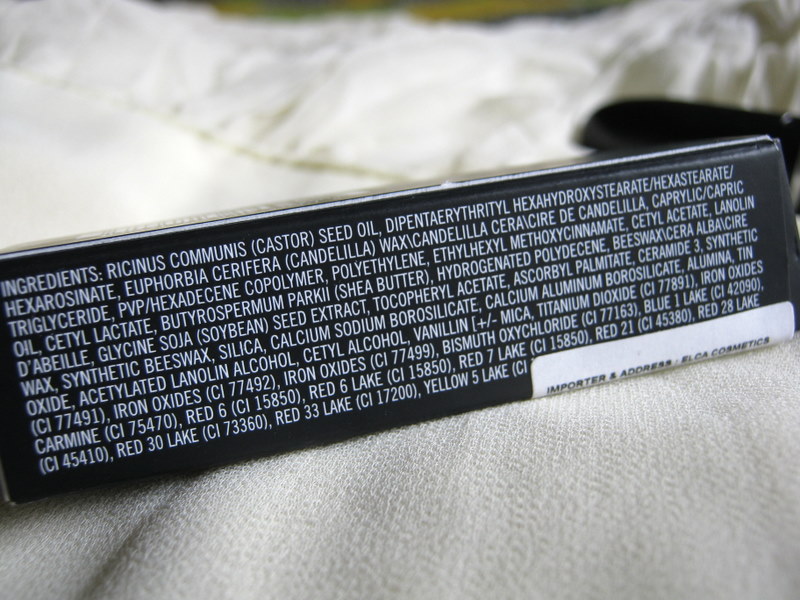 INGREDIENTS: RICINUS COMMUNIS (CASTOR) SEED OIL, DIPENTAERYTHRITYL HEXAHYDROXYSTEARATE/HEXASTEARATE/
HEXAROSINATE, EUPHORBIA CERIFERA (CANDELILLA) WAX\CANDELILLA CERA\CIRE DE CANDELILLA, CAPRYLIC/CAPRIC
TRIGLYCERIDE, PVP/HEXADECENE COPOLYMER, POLYETHYLENE, ETHYLHEXYL METHOXYCINNAMATE, CETYL ACETATE, LANOLIN
OIL, CETYL LACTATE, BUTYROSPERMUM PARKII (SHEA BUTTER), HYDROGENATED POLYDECENE, BEESWAX\CERA ALBA\CIRE
D'ABEILLE, GLYCINE SOJA (SOYBEAN) SEED EXTRACT, TOCOPHERYL ACETATE, ASCORBYL PALMITATE, CERAMIDE 3, SYNTHETIC
WAX, SYNTHETIC BEESWAX, SILICA, CALCIUM SODIUM BOROSILICATE, CALCIUM ALUMINUM BOROSILICATE, ALUMINA, TIN
OXIDE, ACETYLATED LANOLIN ALCOHOL, CETYL ALCOHOL, VANILLIN [+/- MICA, TITANIUM DIOXIDE (CI 77891), IRON OXIDES
(CI 77491), IRON OXIDES (CI 77492), IRON OXIDES (CI 77499), BISMUTH OXYCHLORIDE (CI 77163), BLUE 1 LAKE (CI 42090),
CARMINE (CI 75470), RED 6 (CI 15850), RED 6 LAKE (CI 15850), RED 7 LAKE (CI 15850), RED 21 (CI 45380), RED 28 LAKE
(CI 45410), RED 30 LAKE (CI 73360), RED 33 LAKE (CI 17200), YELLOW 5 LAKE (CI
IMPORTER & ADDRESS : ELCA COSMETICS